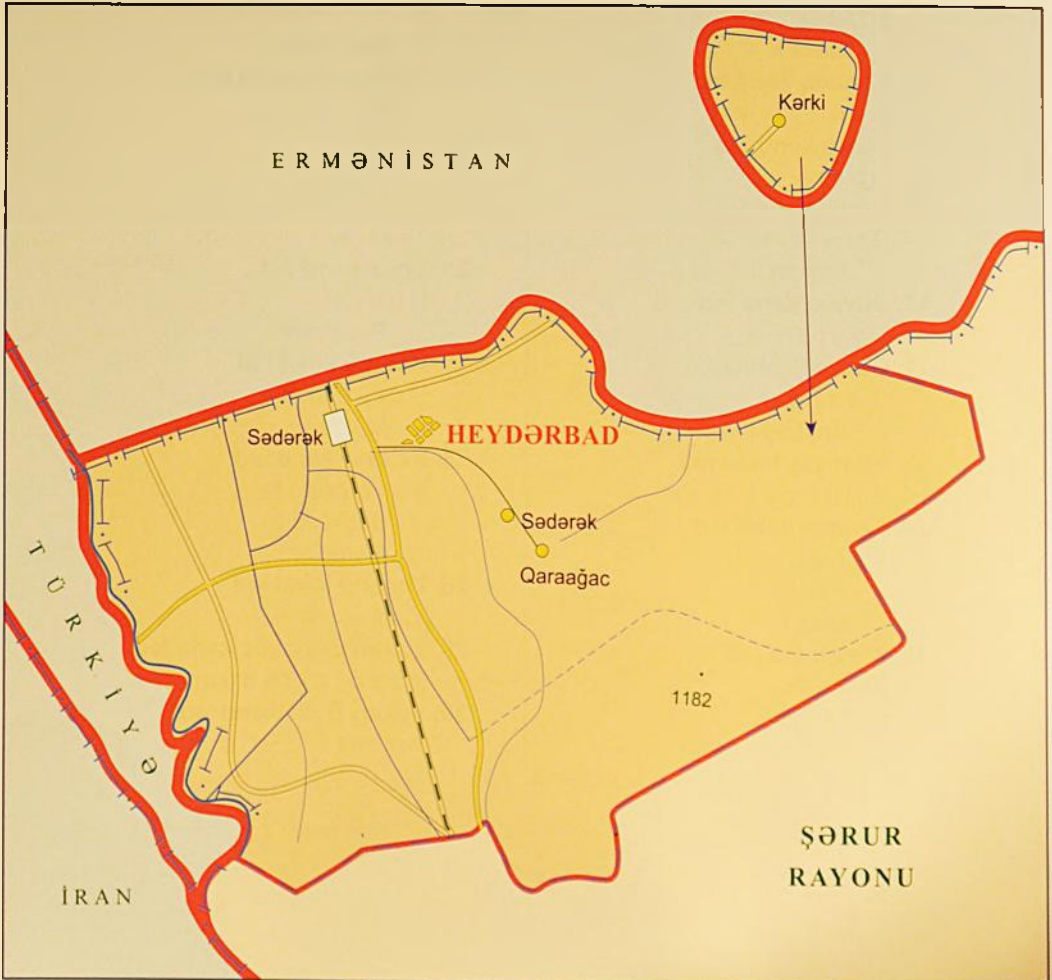 Kərki
ERMƏNİSTAN
Sədərək
HEYDƏRBAD
Sədərək
Qaraağac
TÜRKİYƏ
1182
ŞƏRUR
RAYONU
İRAN